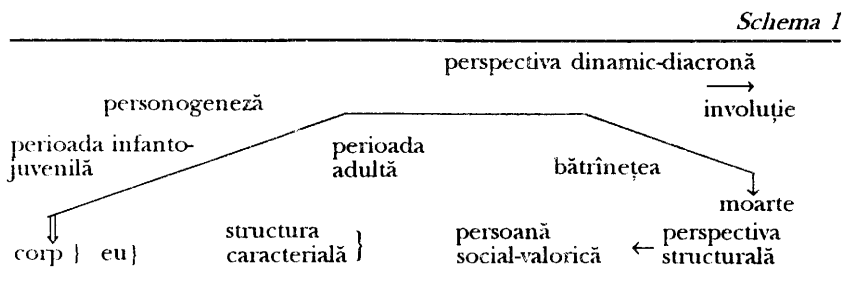 Schema 1
perspectiva dinamic-diacronă
→
personogeneză
involuție
perioada infanto-
juvenilă
perioada
adultă
bătrînețea
moarte
corp } eu}
structura
caracterială }
persoană
social-valorică
← perspectiva
structurală